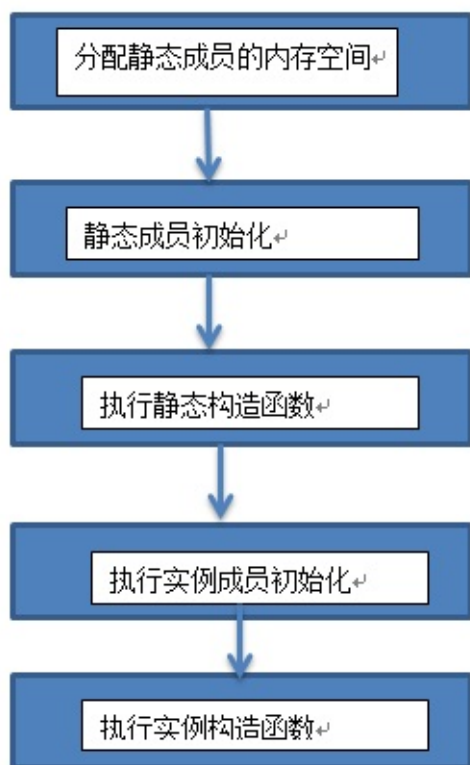 分配静态成员的内存空间
静态成员初始化
执行静态构造函数
执行实例成员初始化
执行实例构造函数